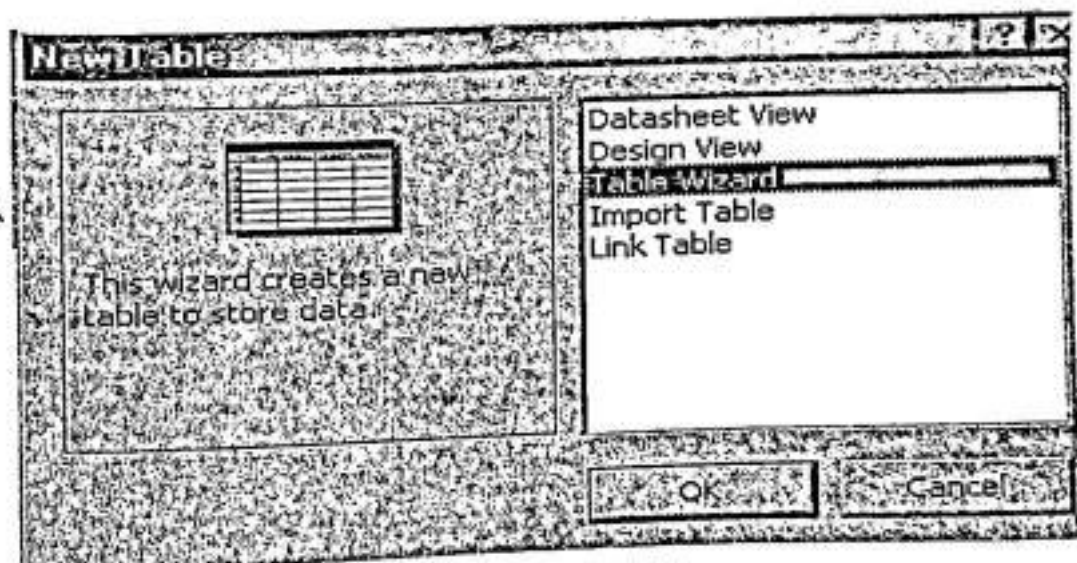 New Table
? X
This wizard creates a new
table to store data.
Datasheet View
Design View
Table Wizard
Import Table
Link Table
OK
Cancel